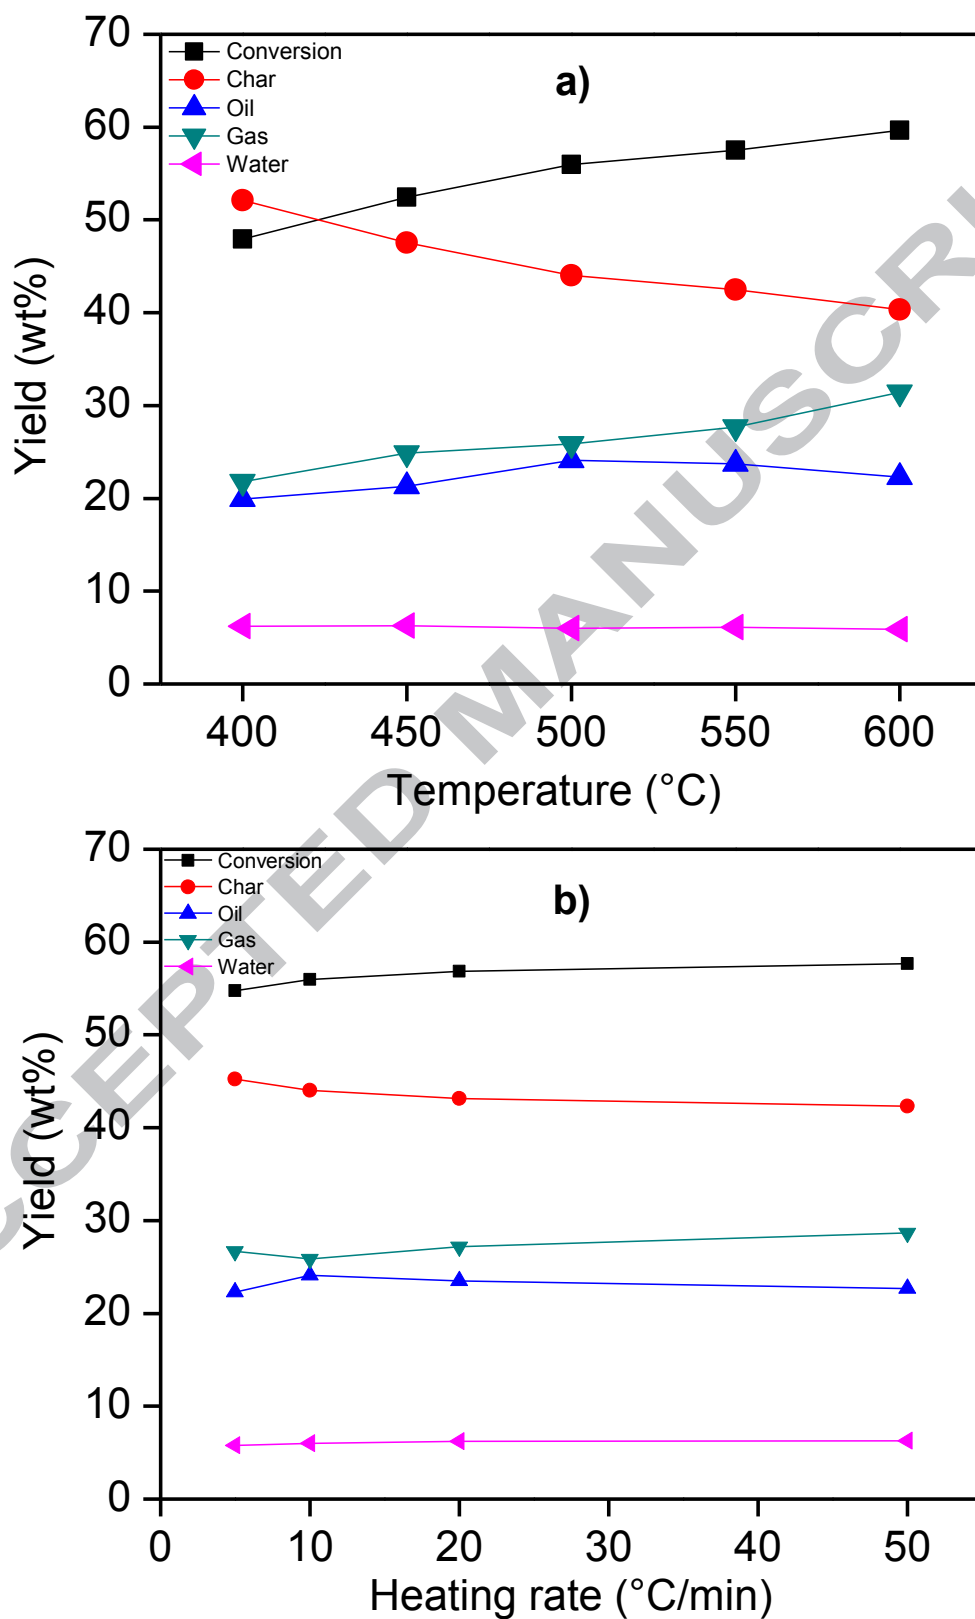 70
60
50
40
30
20
10
0
Yield (wt%)
Conversion
Char
Oil
Gas
Water
a)
400 450 500 550 600
Temperature (°C)
70
60
50
40
30
20
10
0
Yield (wt%)
Conversion
Char
Oil
Gas
Water
b)
0 10 20 30 40 50
Heating rate (°C/min)
CCEPTED MANUSCRI